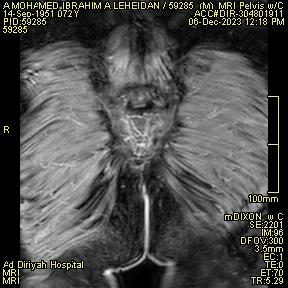 A MOHAMED,IBRAHIM A LEHEIDAN / 59285 (M) MRI Pelvis w/C
14-Sep-1951 072Y ACC#DIR-304801911
PID:59285 06-Dec-2023 12:18 PM
59285
R
100mm
mDIXON_w C
SE:2201
IM:96
DFOV:300
3.5mm
EC:1
Ad Diriyah Hospital TE:0
MRI ET:70
MRI TR:5.29